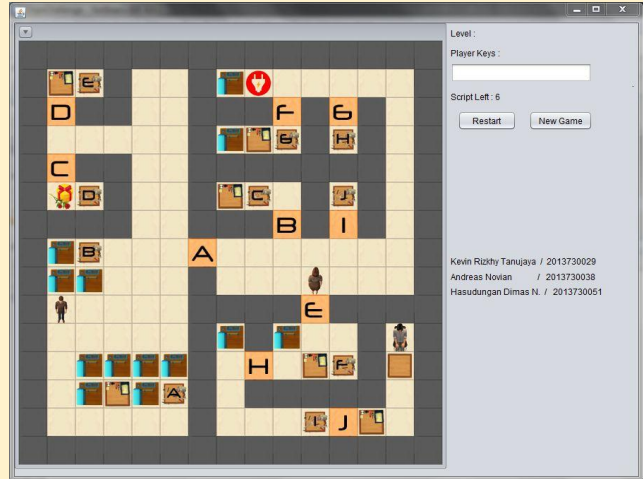 Level :
Player Keys :
Script Left : 6
Restart New Game
E
D F G
G H
C
D C J
B I
B A
E
H F
A
I J
Kevin Rizkhy Tanujaya / 2013730029
Andreas Novian / 2013730038
Hasudungan Dimas N. / 2013730051